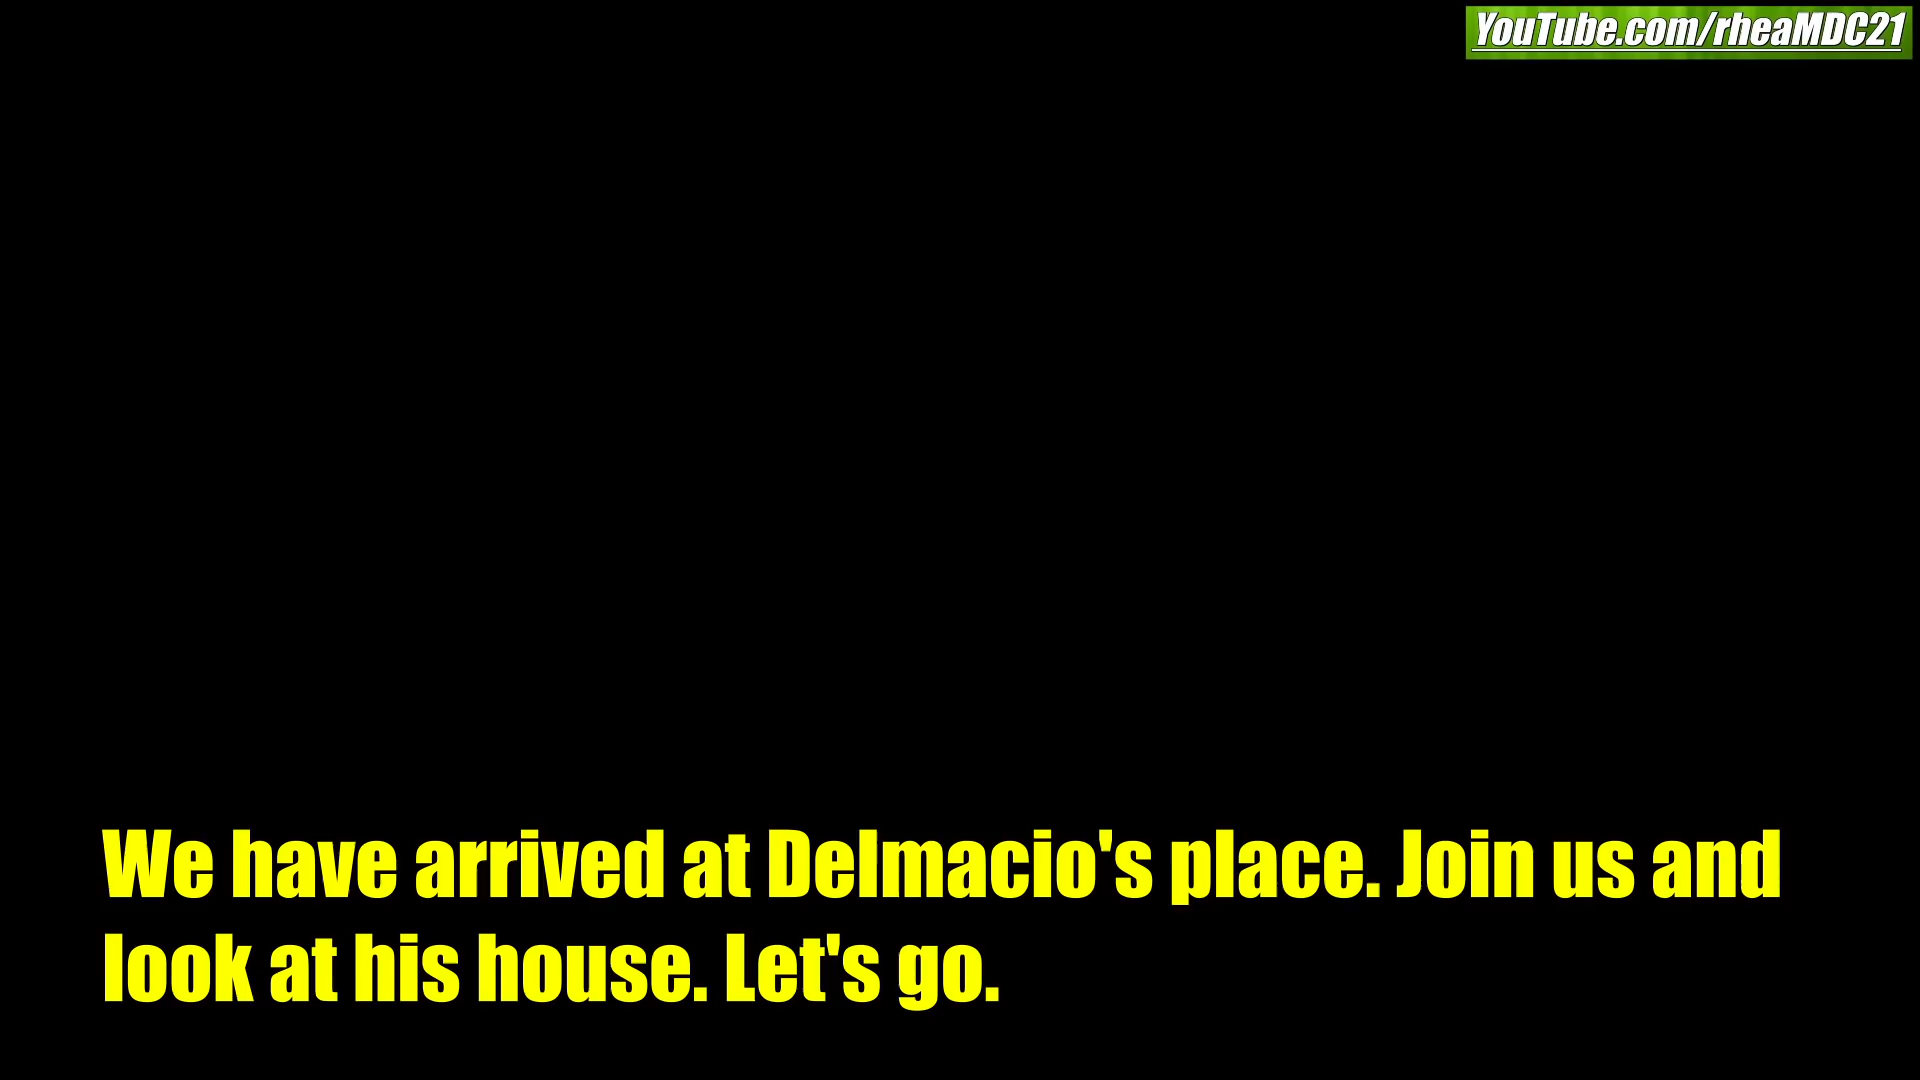 YouTube.com/rheaMDC21
We have arrived at Delmacio's place. Join us and
look at his house. Let's go.